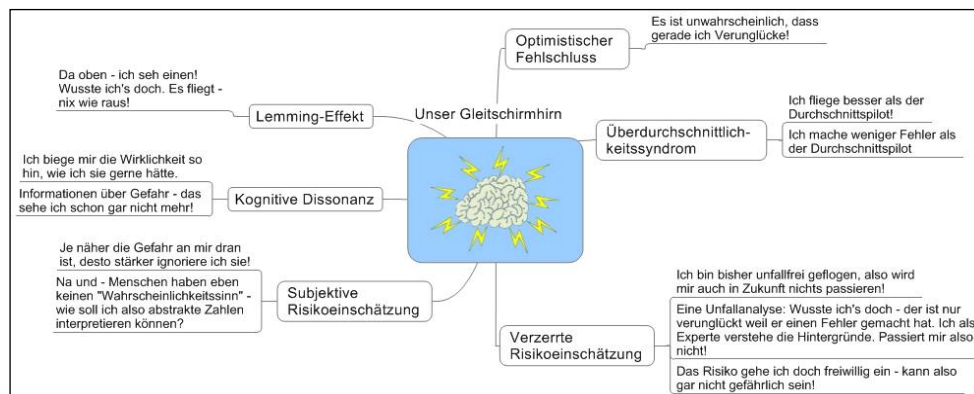 Unser Gleitschirmhirn
Optimistischer
Fehlschluss
Es ist unwahrscheinlich, dass
gerade ich Verunglücke!
Überdurchschnittlich-
keitssyndrom
Ich fliege besser als der
Durchschnittspilot!
Ich mache weniger Fehler als
der Durchschnittspilot
Verzerrte
Risikoeinschätzung
Ich bin bisher unfallfrei geflogen, also wird
mir auch in Zukunft nichts passieren!
Eine Unfallanalyse: Wusste ich's doch - der ist nur
verunglückt weil er einen Fehler gemacht hat. Ich als
Experte verstehe die Hintergründe. Passiert mir also
nicht!
Das Risiko gehe ich doch freiwillig ein - kann also
gar nicht gefährlich sein!
Lemming-Effekt
Da oben - ich seh einen!
Wusste ich's doch. Es fliegt -
nix wie raus!
Kognitive Dissonanz
Ich biege mir die Wirklichkeit so
hin, wie ich sie gerne hätte.
Informationen über Gefahr - das
sehe ich schon gar nicht mehr!
Subjektive
Risikoeinschätzung
Je näher die Gefahr an mir dran
ist, desto stärker ignoriere ich sie!
Na und - Menschen haben eben
keinen "Wahrscheinlichkeitssinn" -
wie soll ich also abstrakte Zahlen
interpretieren können?